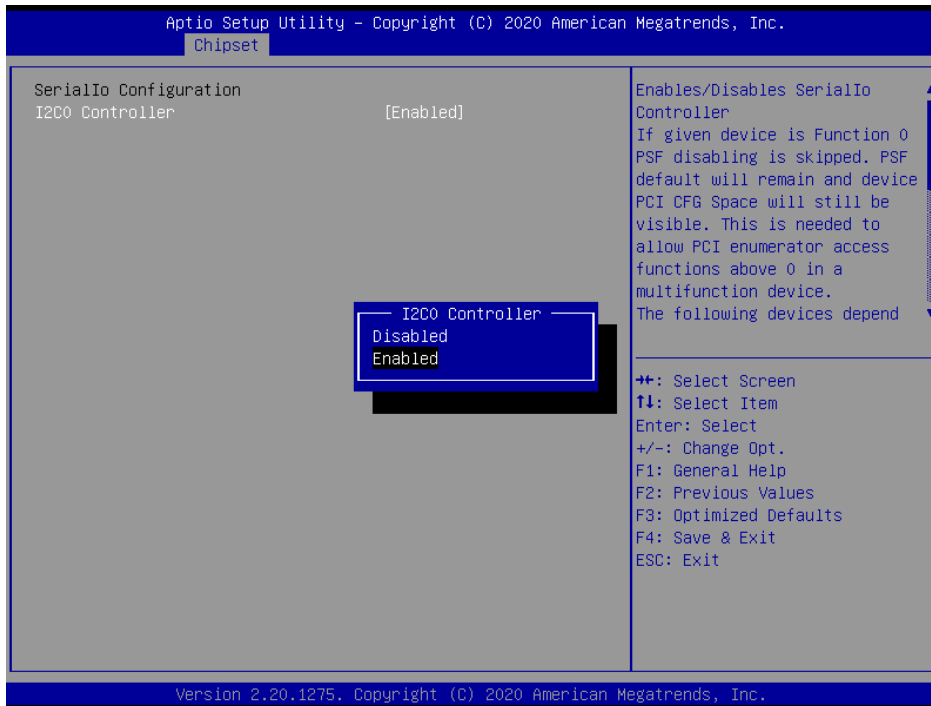 Aptio Setup Utility – Copyright (C) 2020 American Megatrends, Inc.
Chipset
SerialIo Configuration
I2C0 Controller [Enabled]
I2C0 Controller
Disabled
Enabled
Enables/Disables SerialIo
Controller
If given device is Function 0
PSF disabling is skipped. PSF
default will remain and device
PCI CFG Space will still be
visible. This is needed to
allow PCI enumerator access
functions above 0 in a
multifunction device.
The following devices depend
→←: Select Screen
↑↓: Select Item
Enter: Select
+/-: Change Opt.
F1: General Help
F2: Previous Values
F3: Optimized Defaults
F4: Save & Exit
ESC: Exit
Version 2.20.1275. Copyright (C) 2020 American Megatrends, Inc.